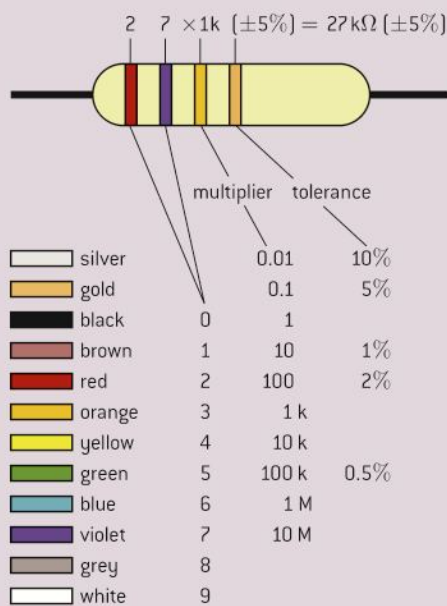 2 7 ×1k (±5%) = 27 kΩ (±5%)
multiplier tolerance
silver 0.01 10%
gold 0.1 5%
black 0 1
brown 1 10 1%
red 2 100 2%
orange 3 1 k
yellow 4 10 k
green 5 100 k 0.5%
blue 6 1 M
violet 7 10 M
grey 8
white 9